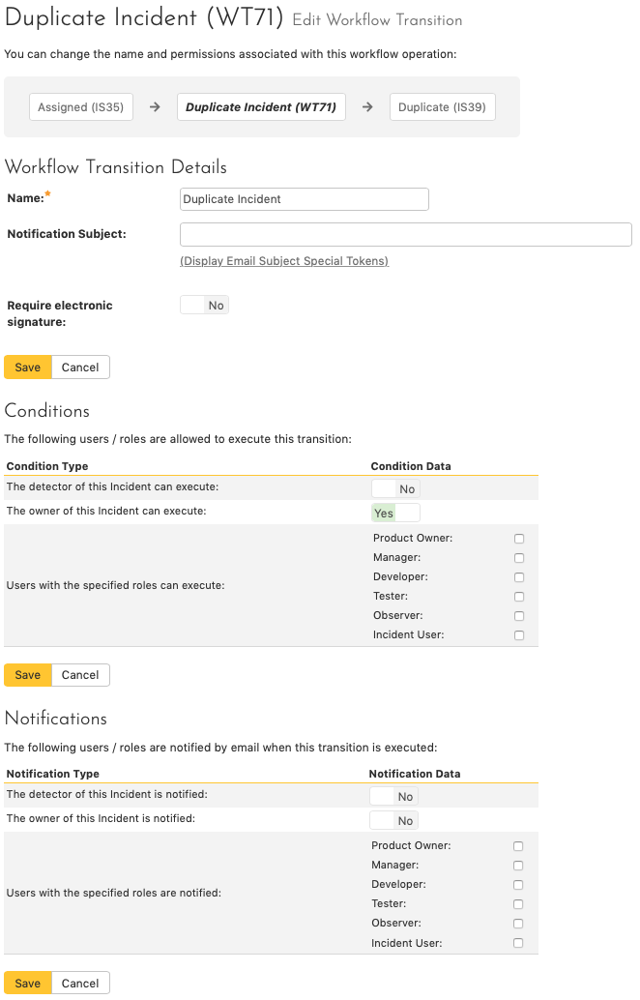 Duplicate Incident (WT71) Edit Workflow Transition
You can change the name and permissions associated with this workflow operation:
Assigned (IS35) → Duplicate Incident (WT71) → Duplicate (IS39)
Workflow Transition Details
Name:*
Duplicate Incident
Notification Subject:
(Display Email Subject Special Tokens)
Require electronic
signature:
No
Save Cancel
Conditions
The following users / roles are allowed to execute this transition:
Condition Type Condition Data
The detector of this Incident can execute: No
The owner of this Incident can execute: Yes
Users with the specified roles can execute:
Product Owner:
Manager:
Developer:
Tester:
Observer:
Incident User:
Save Cancel
Notifications
The following users / roles are notified by email when this transition is executed:
Notification Type Notification Data
The detector of this Incident is notified: No
The owner of this Incident is notified: No
Users with the specified roles are notified:
Product Owner:
Manager:
Developer:
Tester:
Observer:
Incident User:
Save Cancel